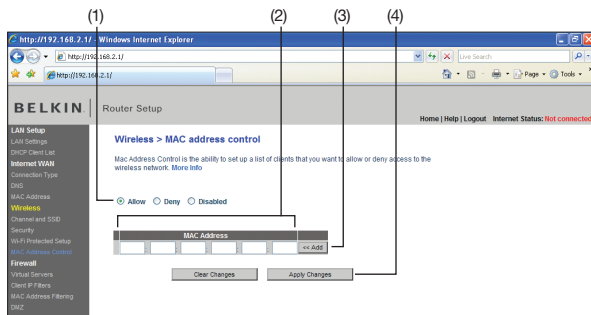 (1) (2) (3) (4)
http://192.168.2.1/ - Windows Internet Explorer
http://192.168.2.1/
Live Search
http://192.168.2.1/
Page
Tools
BELKIN
Router Setup
Home | Help | Logout Internet Status: Not connected
LAN Setup
LAN Settings
DHCP Client List
Internet WAN
Connection Type
DNS
MAC Address
Wireless
Channel and SSID
Security
Wi-Fi Protected Setup
MAC Address Control
Firewall
Virtual Servers
Client IP Filters
MAC Address Filtering
DMZ
Wireless > MAC address control
Mac Address Control is the ability to set up a list of clients that you want to allow or deny access to the
wireless network. More Info
Allow Deny Disabled
MAC Address
: : : : :
<< Add
Clear Changes Apply Changes